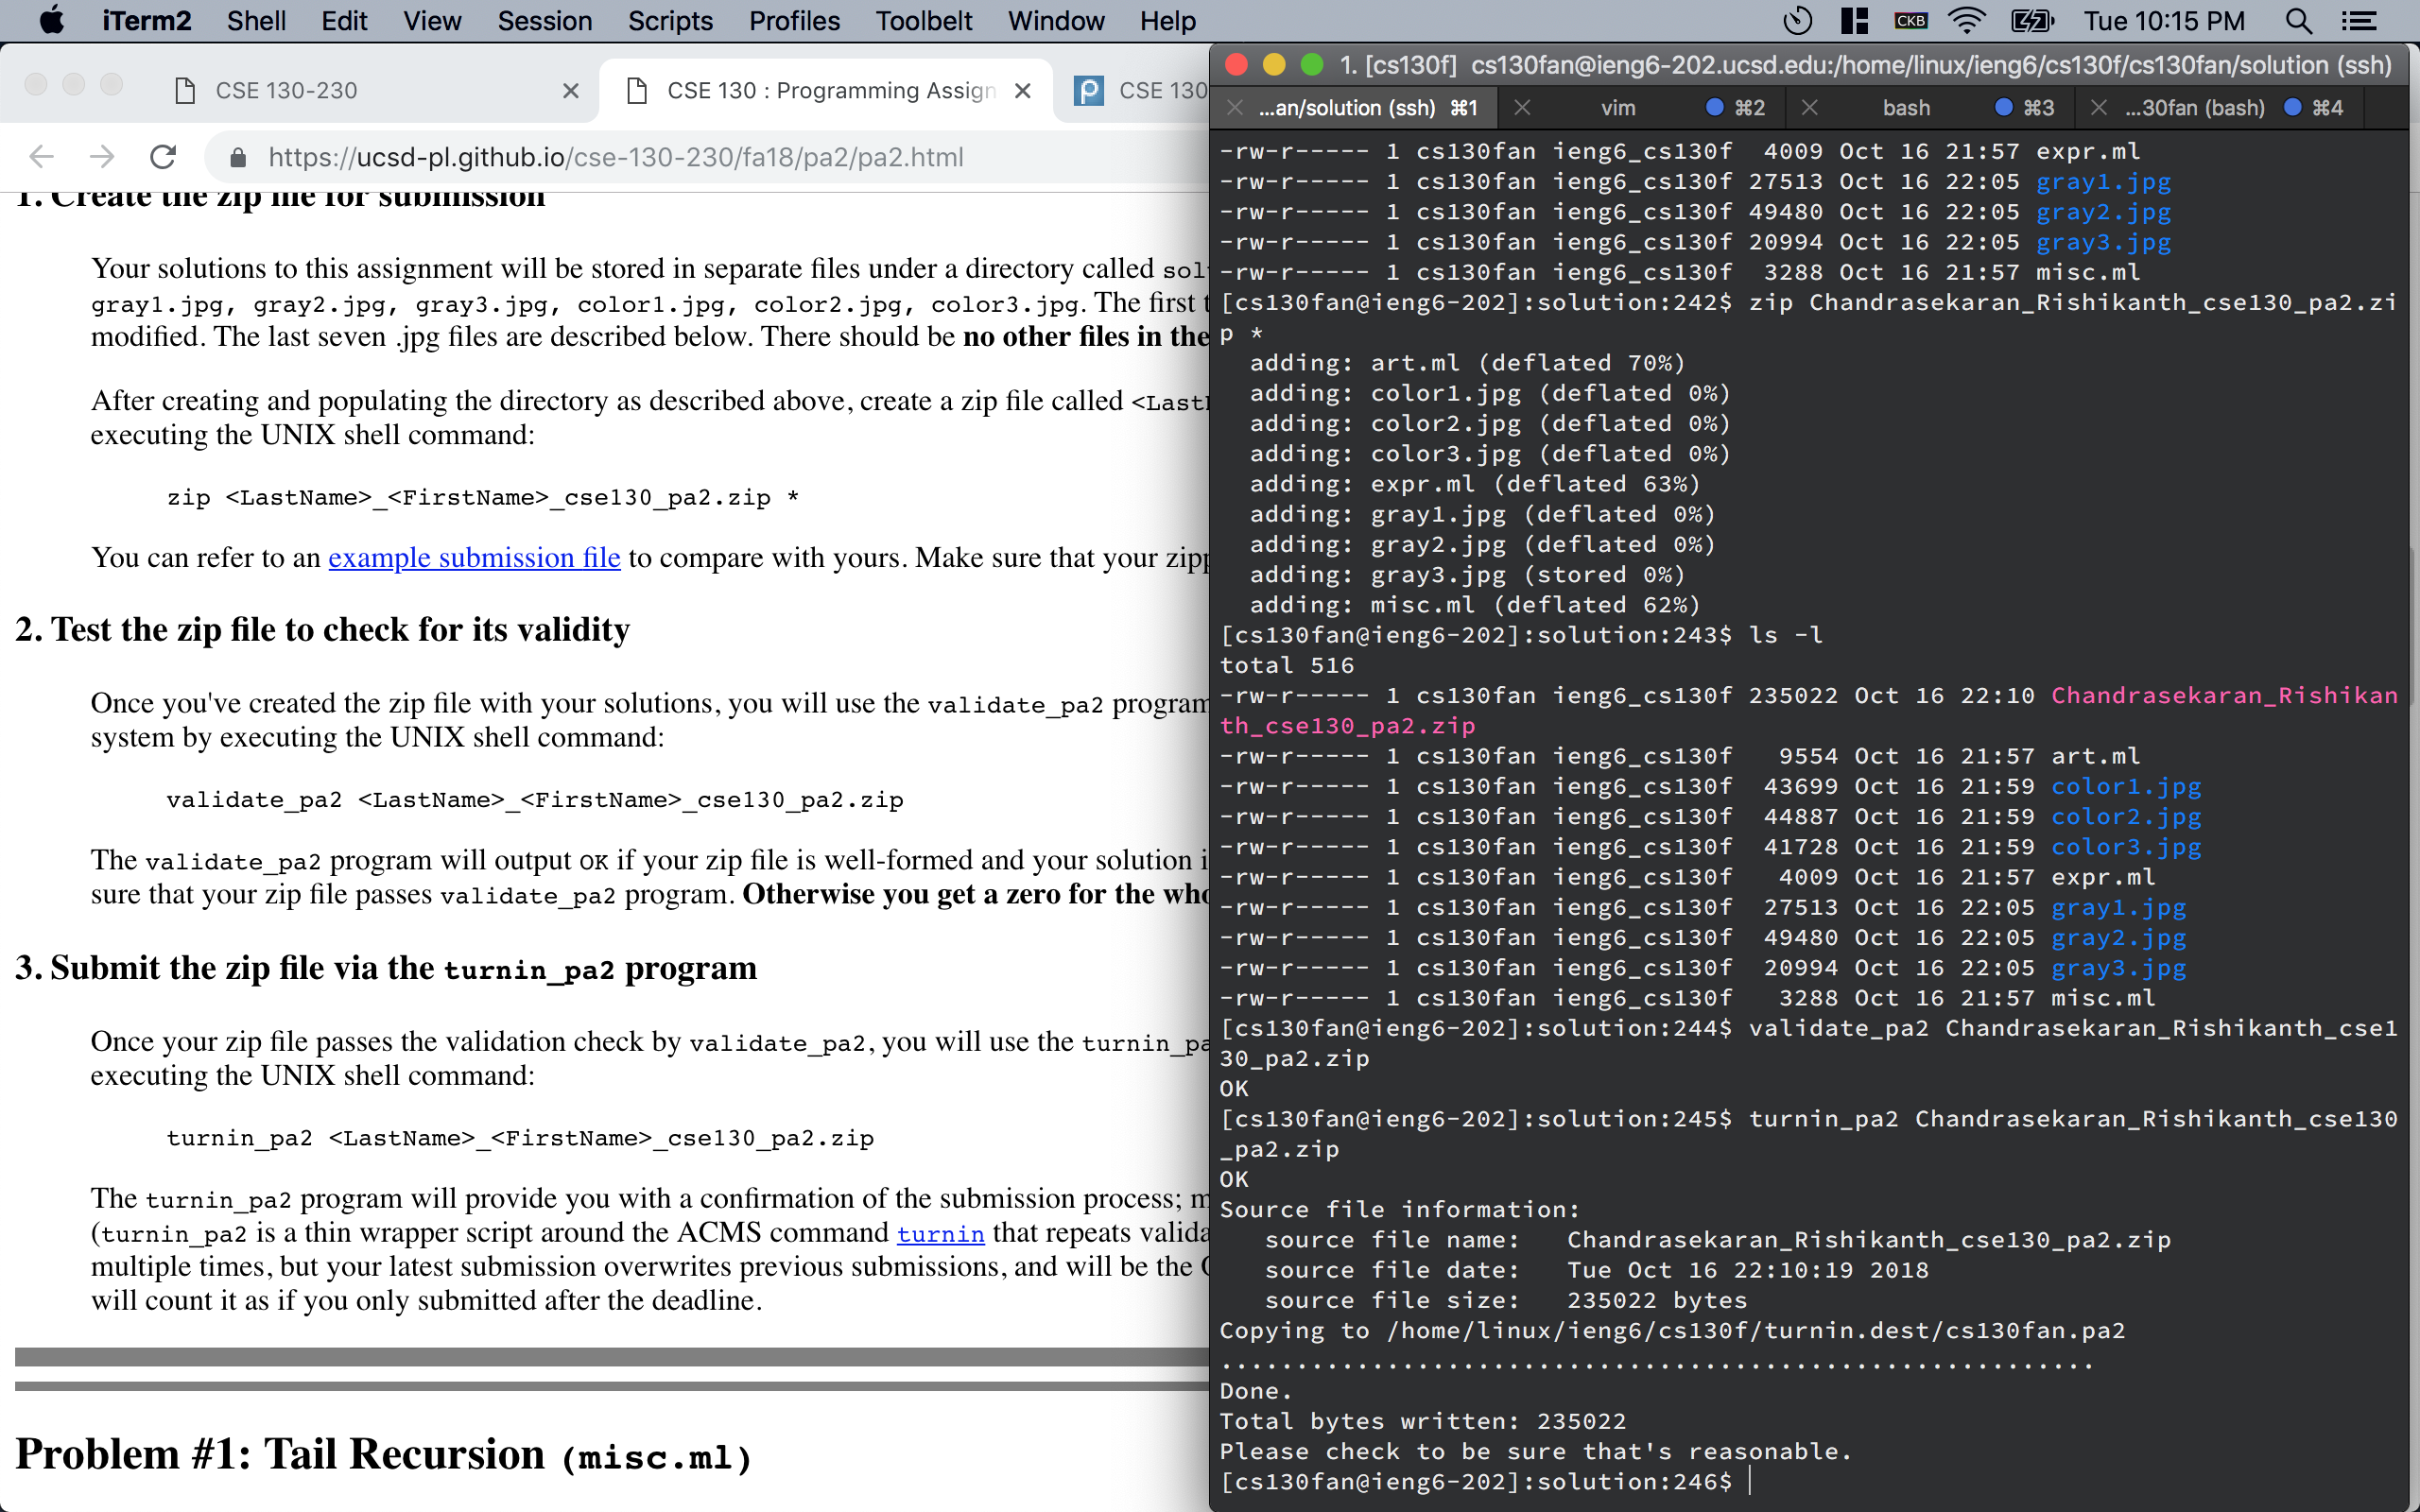 iTerm2 Shell Edit View Session Scripts Profiles Toolbelt Window Help CKB Tue 10:15 PM
CSE 130-230
CSE 130 : Programming Assign
CSE 130
https://ucsd-pl.github.io/cse-130-230/fa18/pa2/pa2.html
1. Create the zip file for submission
Your solutions to this assignment will be stored in separate files under a directory called sol
gray1.jpg, gray2.jpg, gray3.jpg, color1.jpg, color2.jpg, color3.jpg. The first t
modified. The last seven .jpg files are described below. There should be no other files in the
After creating and populating the directory as described above, create a zip file called <Last
executing the UNIX shell command:
zip <LastName>_<FirstName>_cse130_pa2.zip *
You can refer to an example submission file to compare with yours. Make sure that your zipp
2. Test the zip file to check for its validity
Once you've created the zip file with your solutions, you will use the validate_pa2 program
system by executing the UNIX shell command:
validate_pa2 <LastName>_<FirstName>_cse130_pa2.zip
The validate_pa2 program will output OK if your zip file is well-formed and your solution i
sure that your zip file passes validate_pa2 program. Otherwise you get a zero for the who
3. Submit the zip file via the turnin_pa2 program
Once your zip file passes the validation check by validate_pa2, you will use the turnin_pa
executing the UNIX shell command:
turnin_pa2 <LastName>_<FirstName>_cse130_pa2.zip
The turnin_pa2 program will provide you with a confirmation of the submission process; m
(turnin_pa2 is a thin wrapper script around the ACMS command turnin that repeats valida
multiple times, but your latest submission overwrites previous submissions, and will be the O
will count it as if you only submitted after the deadline.
Problem #1: Tail Recursion (misc.ml)
1. [cs130f] cs130fan@ieng6-202.ucsd.edu:/home/linux/ieng6/cs130f/cs130fan/solution (ssh)
...an/solution (ssh) ⌘1 vim ⌘2 bash ⌘3 ...30fan (bash) ⌘4
-rw-r----- 1 cs130fan ieng6_cs130f  4009 Oct 16 21:57 expr.ml
-rw-r----- 1 cs130fan ieng6_cs130f 27513 Oct 16 22:05 gray1.jpg
-rw-r----- 1 cs130fan ieng6_cs130f 49480 Oct 16 22:05 gray2.jpg
-rw-r----- 1 cs130fan ieng6_cs130f 20994 Oct 16 22:05 gray3.jpg
-rw-r----- 1 cs130fan ieng6_cs130f  3288 Oct 16 21:57 misc.ml
[cs130fan@ieng6-202]:solution:242$ zip Chandrasekaran_Rishikanth_cse130_pa2.zi
p *
  adding: art.ml (deflated 70%)
  adding: color1.jpg (deflated 0%)
  adding: color2.jpg (deflated 0%)
  adding: color3.jpg (deflated 0%)
  adding: expr.ml (deflated 63%)
  adding: gray1.jpg (deflated 0%)
  adding: gray2.jpg (deflated 0%)
  adding: gray3.jpg (stored 0%)
  adding: misc.ml (deflated 62%)
[cs130fan@ieng6-202]:solution:243$ ls -l
total 516
-rw-r----- 1 cs130fan ieng6_cs130f 235022 Oct 16 22:10 Chandrasekaran_Rishikan
th_cse130_pa2.zip
-rw-r----- 1 cs130fan ieng6_cs130f   9554 Oct 16 21:57 art.ml
-rw-r----- 1 cs130fan ieng6_cs130f  43699 Oct 16 21:59 color1.jpg
-rw-r----- 1 cs130fan ieng6_cs130f  44887 Oct 16 21:59 color2.jpg
-rw-r----- 1 cs130fan ieng6_cs130f  41728 Oct 16 21:59 color3.jpg
-rw-r----- 1 cs130fan ieng6_cs130f   4009 Oct 16 21:57 expr.ml
-rw-r----- 1 cs130fan ieng6_cs130f  27513 Oct 16 22:05 gray1.jpg
-rw-r----- 1 cs130fan ieng6_cs130f  49480 Oct 16 22:05 gray2.jpg
-rw-r----- 1 cs130fan ieng6_cs130f  20994 Oct 16 22:05 gray3.jpg
-rw-r----- 1 cs130fan ieng6_cs130f   3288 Oct 16 21:57 misc.ml
[cs130fan@ieng6-202]:solution:244$ validate_pa2 Chandrasekaran_Rishikanth_cse1
30_pa2.zip
OK
[cs130fan@ieng6-202]:solution:245$ turnin_pa2 Chandrasekaran_Rishikanth_cse130
_pa2.zip
OK
Source file information:
   source file name:   Chandrasekaran_Rishikanth_cse130_pa2.zip
   source file date:   Tue Oct 16 22:10:19 2018
   source file size:   235022 bytes
Copying to /home/linux/ieng6/cs130f/turnin.dest/cs130fan.pa2
..........................................................
Done.
Total bytes written: 235022
Please check to be sure that's reasonable.
[cs130fan@ieng6-202]:solution:246$